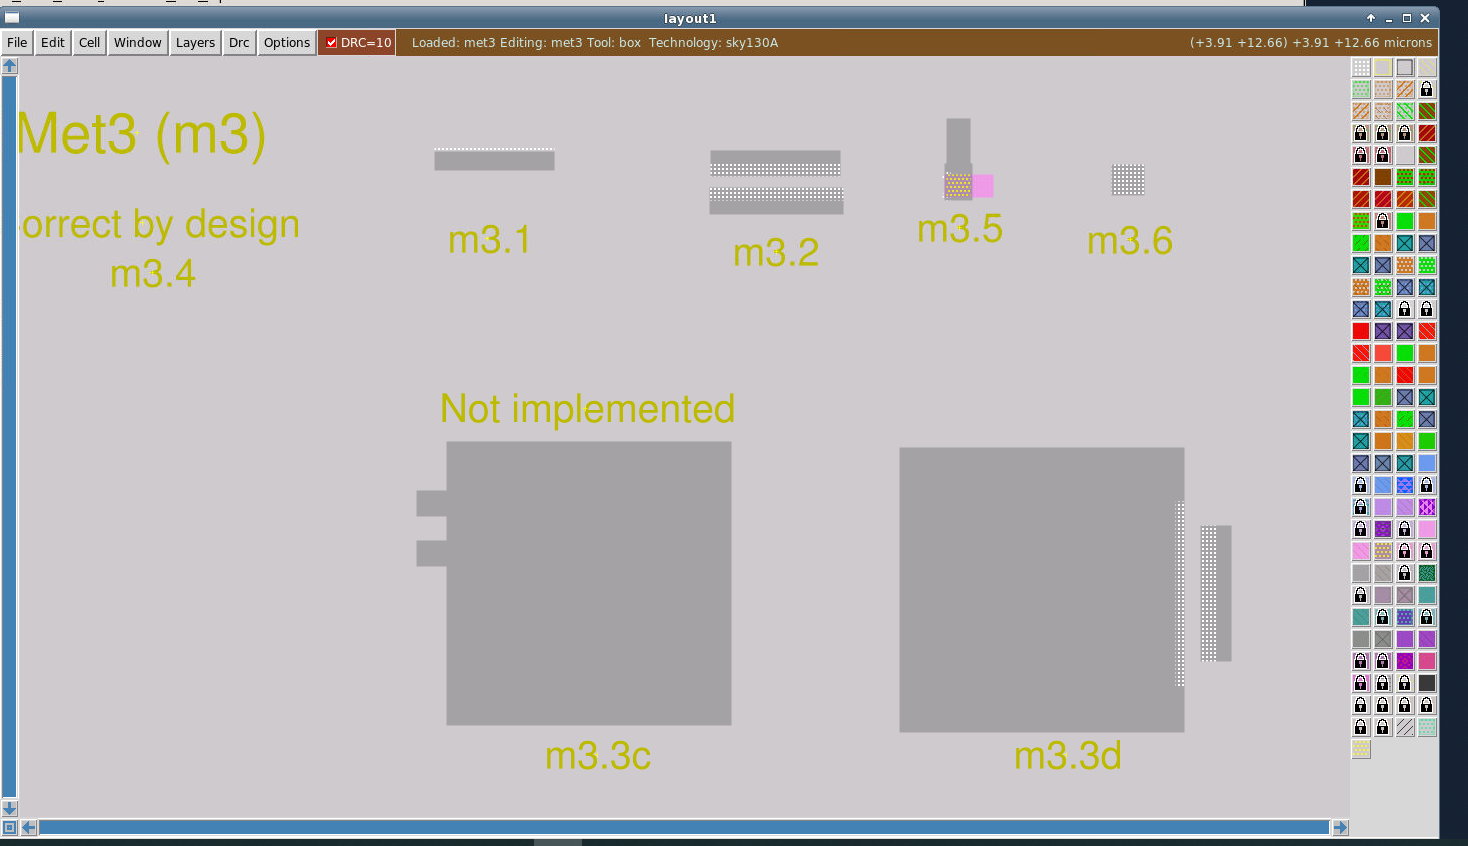 layout1
File Edit Cell Window Layers Drc Options DRC=10 Loaded: met3 Editing: met3 Tool: box Technology: sky130A (+3.91 +12.66) +3.91 +12.66 microns
Met3 (m3)
orrect by design
m3.4
m3.1
m3.2
m3.5
m3.6
Not implemented
m3.3c
m3.3d